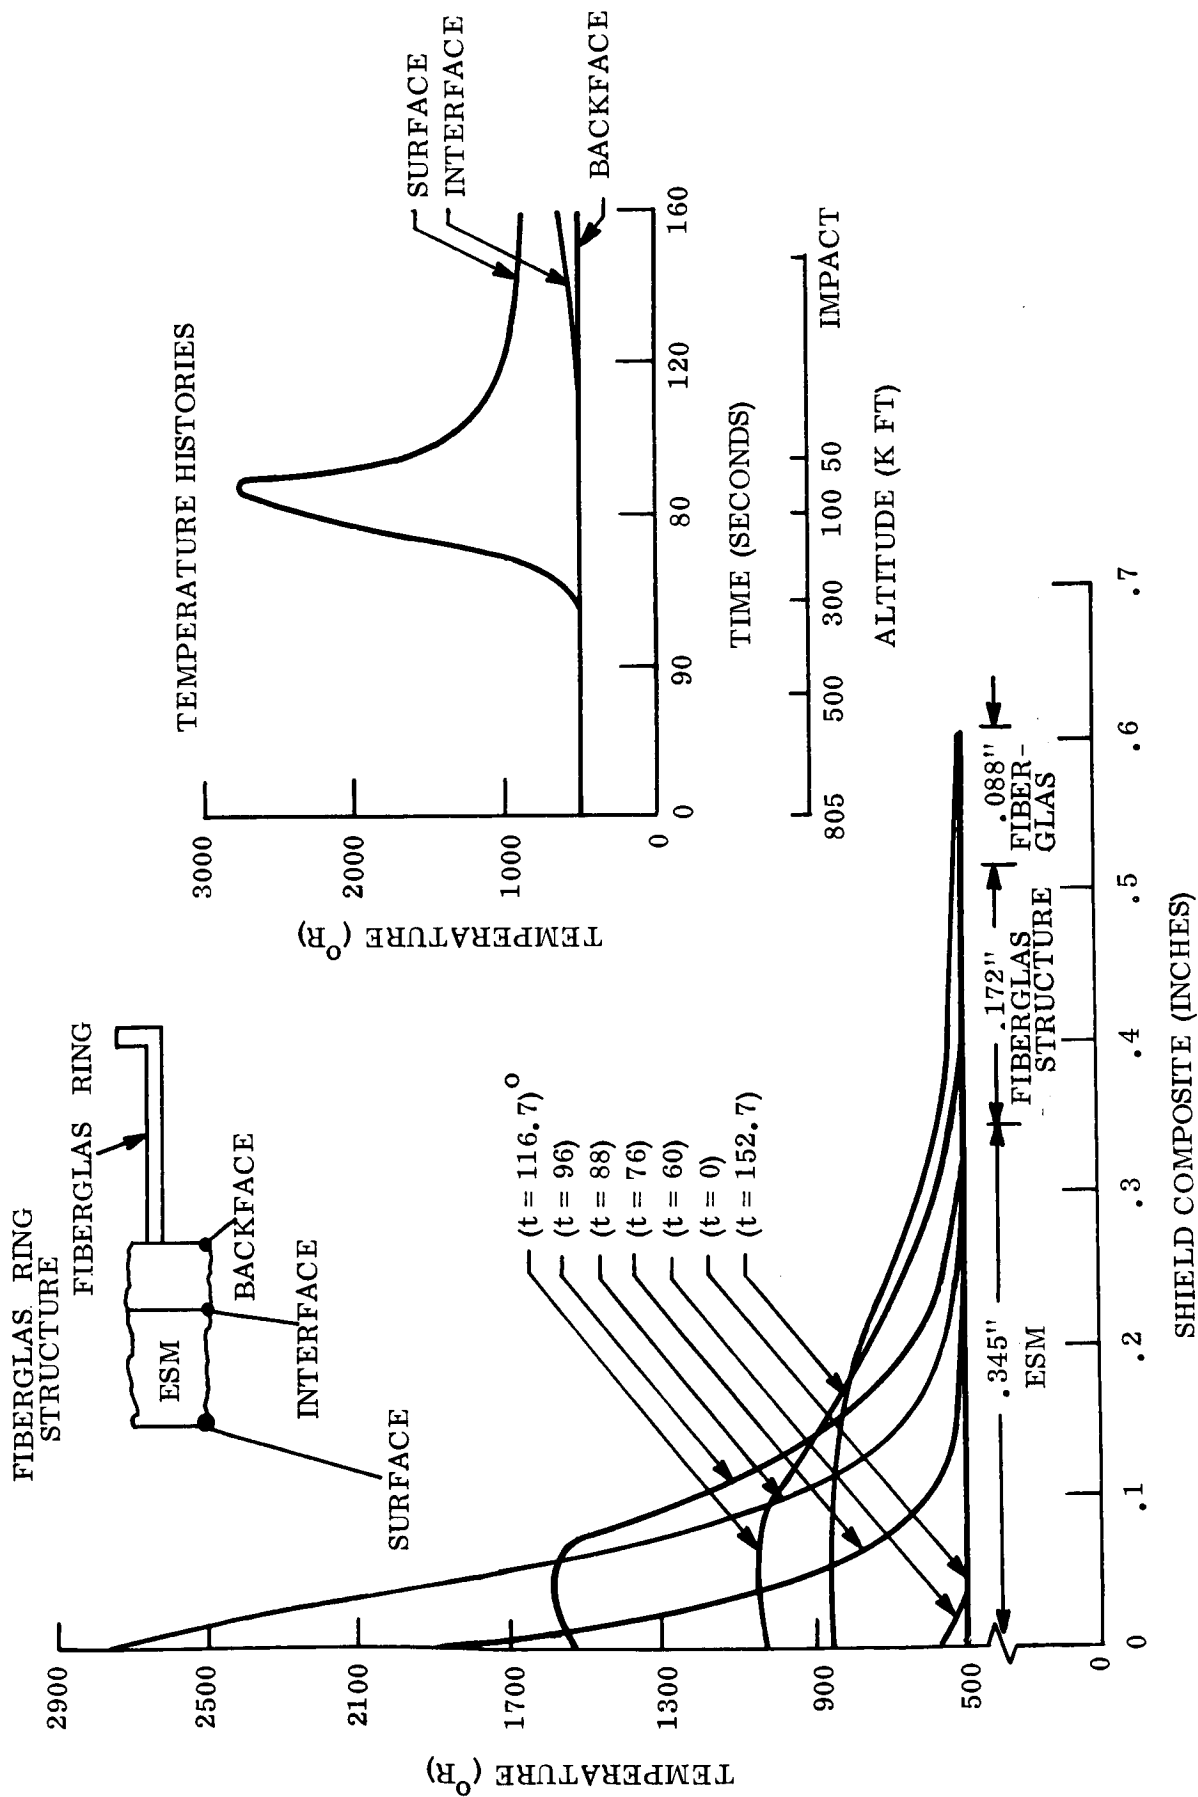 FIBERGLAS RING
STRUCTURE
FIBERGLAS RING
ESM
BACKFACE
INTERFACE
SURFACE
TEMPERATURE HISTORIES
TEMPERATURE (°R)
3000
2000
1000
0
SURFACE
INTERFACE
BACKFACE
0 90 80 120 160
TIME (SECONDS)
805 500 300 100 50 IMPACT
ALTITUDE (K FT)
TEMPERATURE (°R)
2900
2500
2100
1700
1300
900
500
0
(t = 116.7)°
(t = 96)
(t = 88)
(t = 76)
(t = 60)
(t = 0)
(t = 152.7)
.345"
ESM
.172"
FIBERGLAS
STRUCTURE
.088"
FIBER-
GLAS
0 .1 .2 .3 .4 .5 .6 .7
SHIELD COMPOSITE (INCHES)